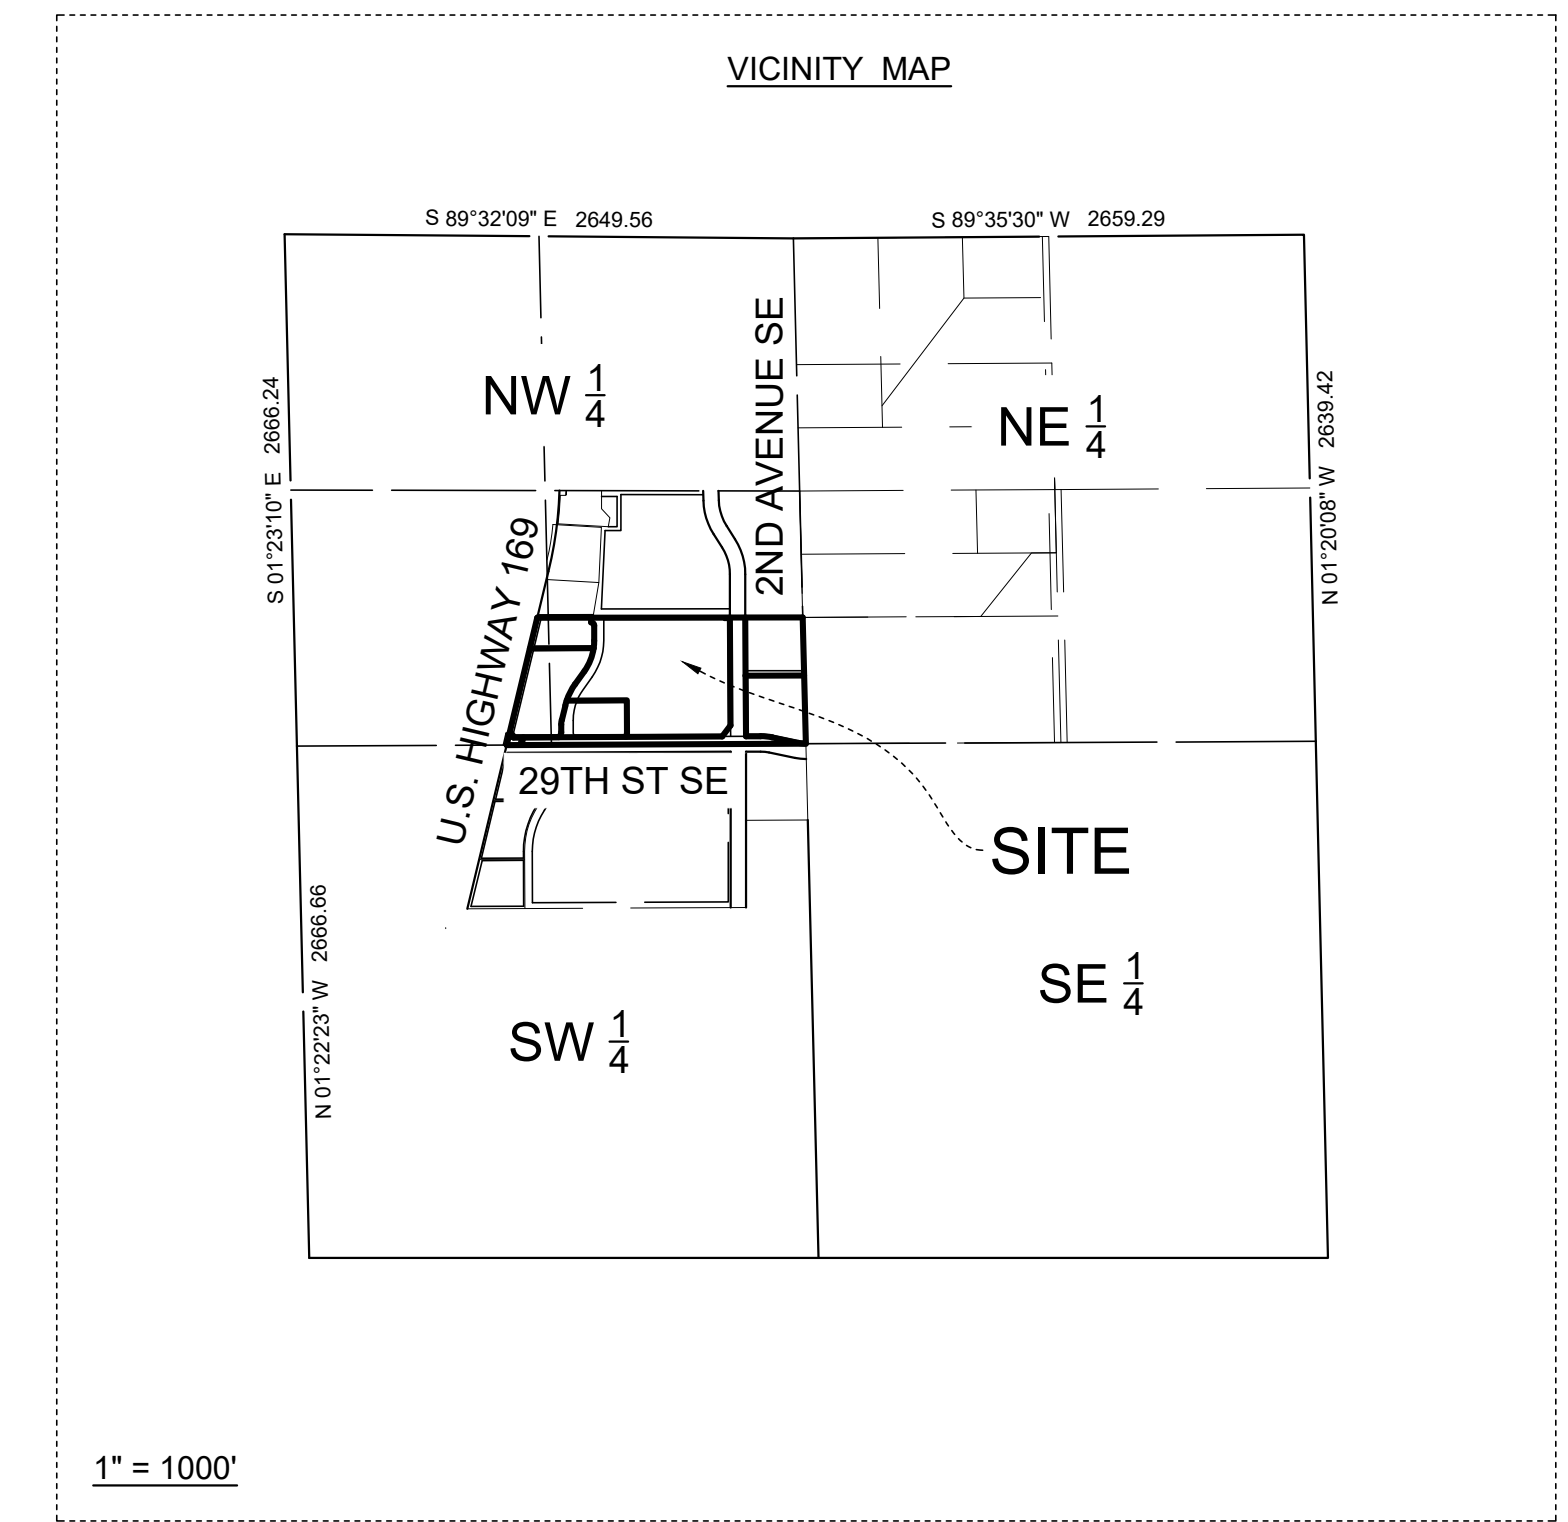 VICINITY MAP
S 89°32'09" E 2649.56
S 89°35'30" W 2659.29
S 01°23'10" E 2666.24
NW 1/4
2ND AVENUE SE
NE 1/4
N 01°20'08" W 2639.42
U.S. HIGHWAY 169
29TH ST SE
SITE
N 01°22'23" W 2666.66
SW 1/4
SE 1/4
1" = 1000'